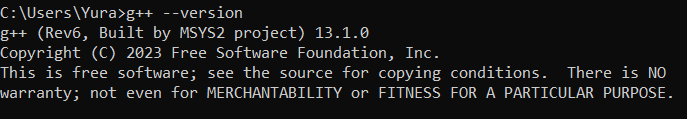 C:\Users\Yura>g++ --version
g++ (Rev6, Built by MSYS2 project) 13.1.0
Copyright (C) 2023 Free Software Foundation, Inc.
This is free software; see the source for copying conditions.  There is NO
warranty; not even for MERCHANTABILITY or FITNESS FOR A PARTICULAR PURPOSE.